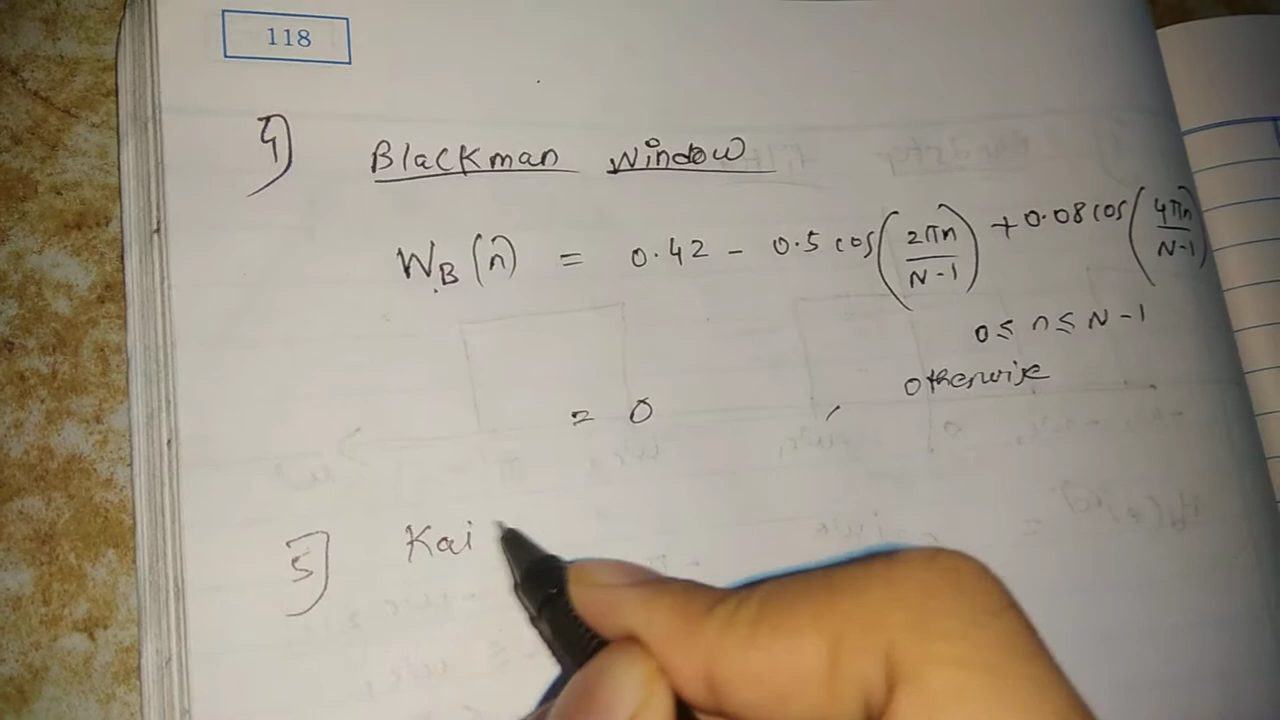 118
4) Blackman Window
W_B(n) = 0.42 - 0.5 cos(2πn/N-1) + 0.08 cos(4πn/N-1)
0 ≤ n ≤ N-1
= 0 , otherwise
5) Kai